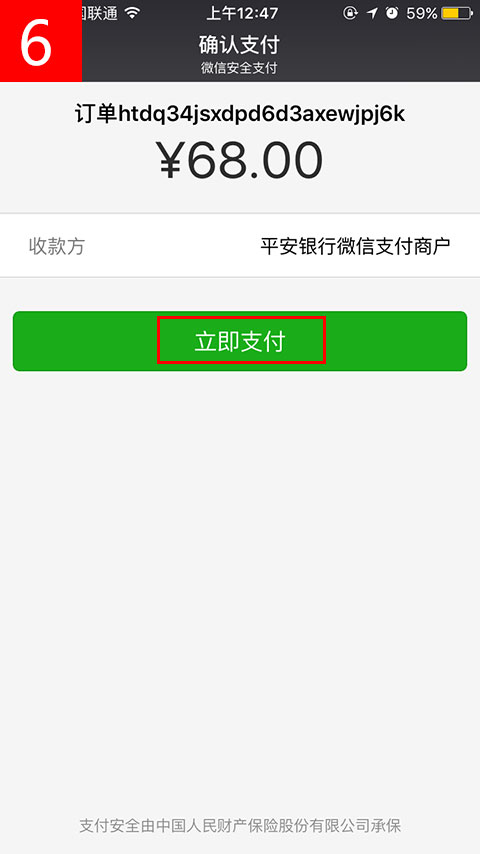 6
国联通
上午12:47
59%
确认支付
微信安全支付
订单htdq34jsxdpd6d3axewjpj6k
¥68.00
收款方
平安银行微信支付商户
立即支付
支付安全由中国人民财产保险股份有限公司承保